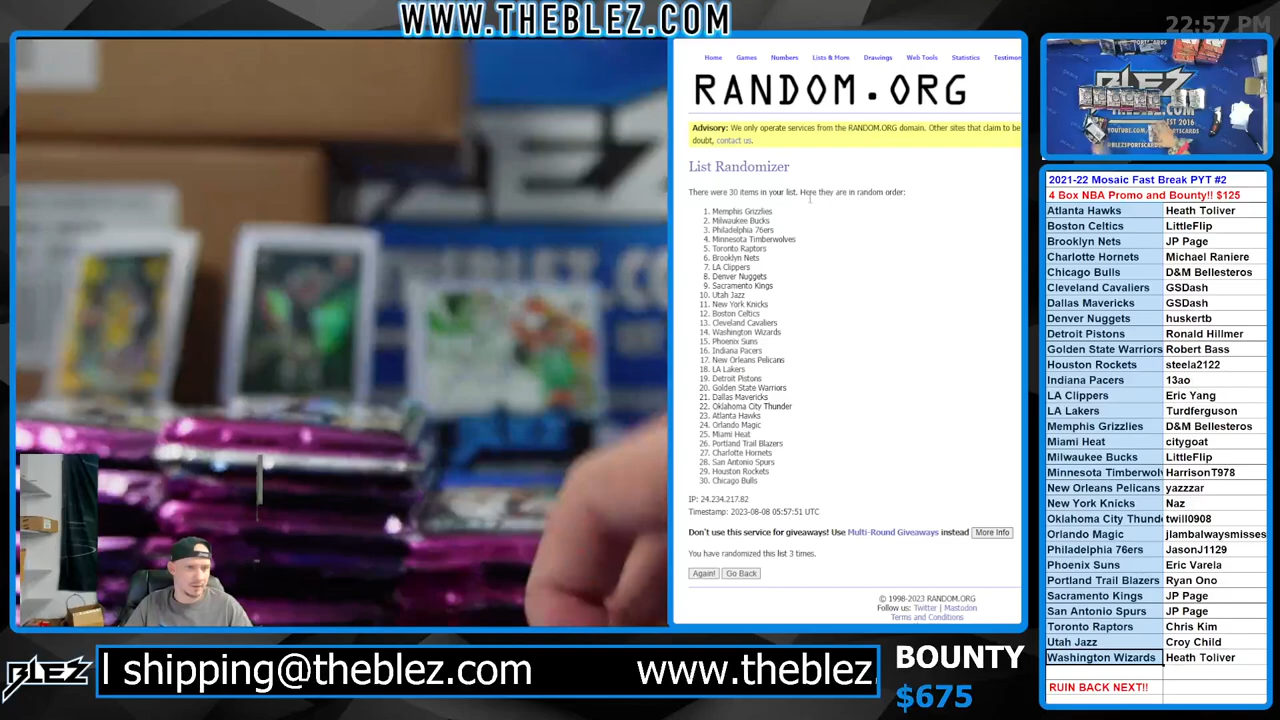 WWW.THEBLEZ.COM
22:57 PM
Home Games Numbers Lists & More Drawings Web Tools Statistics Testimon
RANDOM.ORG
Advisory: We only operate services from the RANDOM.ORG domain. Other sites that claim to be
doubt, contact us.
List Randomizer
There were 30 items in your list. Here they are in random order:
1. Memphis Grizzlies
2. Milwaukee Bucks
3. Philadelphia 76ers
4. Minnesota Timberwolves
5. Toronto Raptors
6. Brooklyn Nets
7. LA Clippers
8. Denver Nuggets
9. Sacramento Kings
10. Utah Jazz
11. New York Knicks
12. Boston Celtics
13. Cleveland Cavaliers
14. Washington Wizards
15. Phoenix Suns
16. Indiana Pacers
17. New Orleans Pelicans
18. LA Lakers
19. Detroit Pistons
20. Golden State Warriors
21. Dallas Mavericks
22. Oklahoma City Thunder
23. Atlanta Hawks
24. Orlando Magic
25. Miami Heat
26. Portland Trail Blazers
27. Charlotte Hornets
28. San Antonio Spurs
29. Houston Rockets
30. Chicago Bulls
IP: 24.234.217.82
Timestamp: 2023-08-08 05:57:51 UTC
Don't use this service for giveaways! Use Multi-Round Giveaways instead More Info
You have randomized this list 3 times.
Again! Go Back
© 1998-2023 RANDOM.ORG
Follow us: Twitter | Mastodon
Terms and Conditions
BLEZ
EST 2016
2021-22 Mosaic Fast Break PYT #2
4 Box NBA Promo and Bounty!! $125
Atlanta Hawks Heath Toliver
Boston Celtics LittleFlip
Brooklyn Nets JP Page
Charlotte Hornets Michael Raniere
Chicago Bulls D&M Bellesteros
Cleveland Cavaliers GSDash
Dallas Mavericks GSDash
Denver Nuggets huskertb
Detroit Pistons Ronald Hillmer
Golden State Warriors Robert Bass
Houston Rockets steela2122
Indiana Pacers 13ao
LA Clippers Eric Yang
LA Lakers Turdferguson
Memphis Grizzlies D&M Bellesteros
Miami Heat citygoat
Milwaukee Bucks LittleFlip
Minnesota Timberwolv HarrisonT978
New Orleans Pelicans yazzzar
New York Knicks Naz
Oklahoma City Thunde twill0908
Orlando Magic jlambalwaysmisses
Philadelphia 76ers JasonJ1129
Phoenix Suns Eric Varela
Portland Trail Blazers Ryan Ono
Sacramento Kings JP Page
San Antonio Spurs JP Page
Toronto Raptors Chris Kim
Utah Jazz Croy Child
Washington Wizards Heath Toliver
RUIN BACK NEXT!!
BLEZ
l shipping@theblez.com www.theblez.
BOUNTY
$675